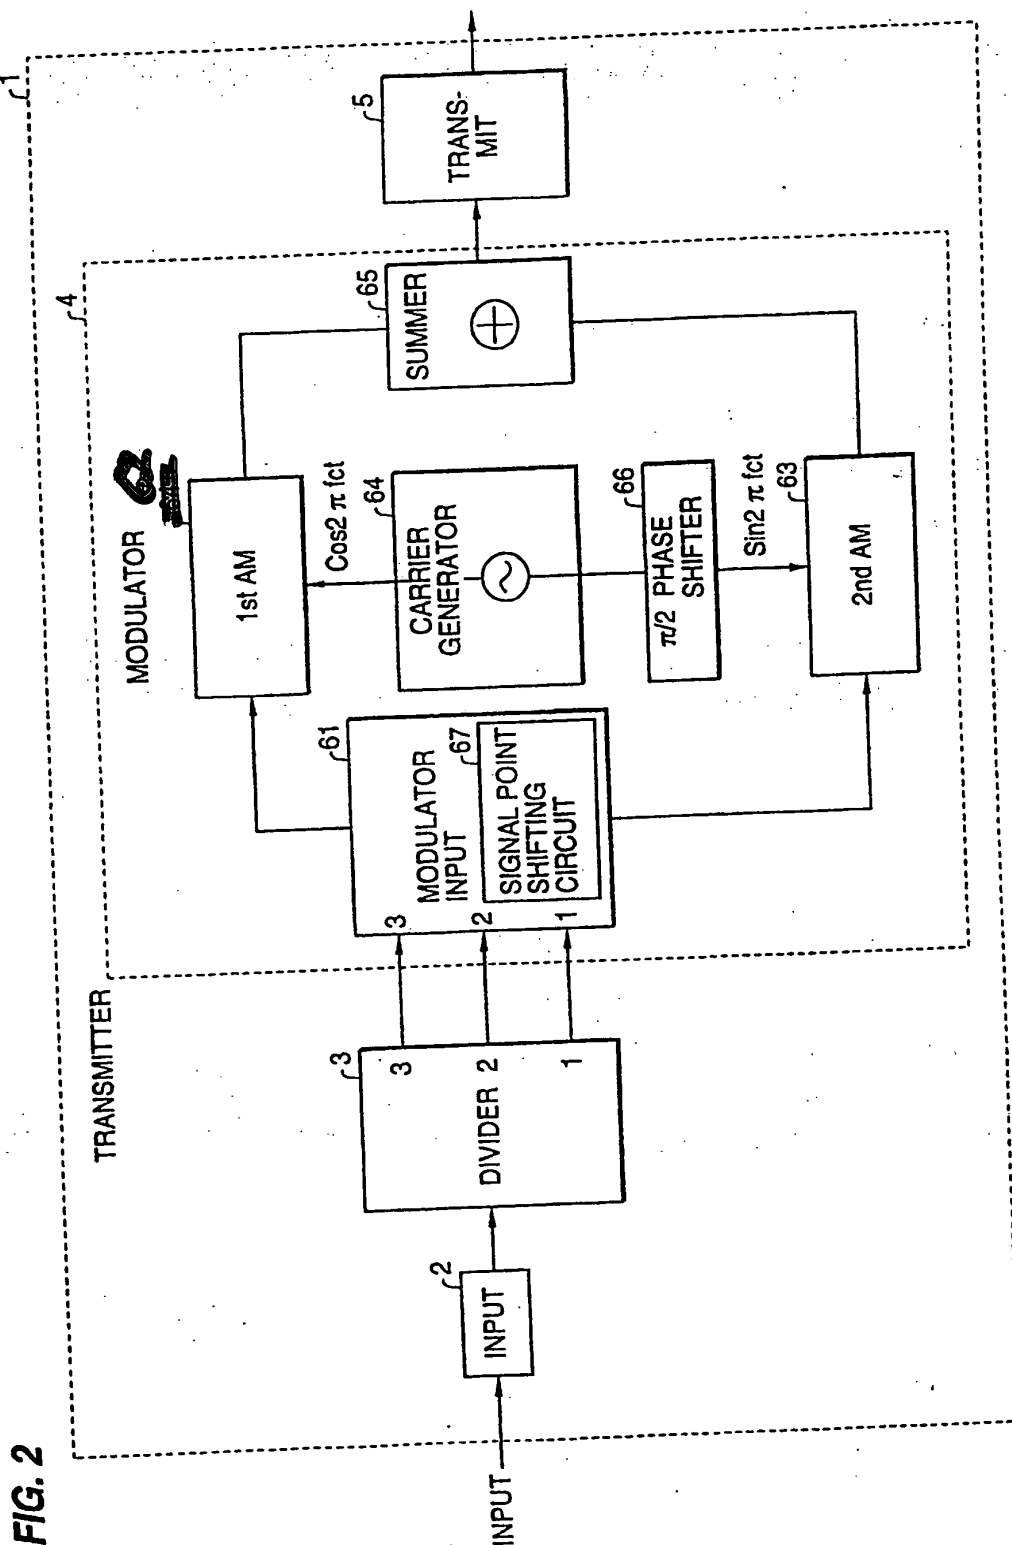 FIG. 2
1
TRANSMITTER
4
MODULATOR
1st AM
Cos2 π fct
64
CARRIER
GENERATOR
66
π/2 PHASE
SHIFTER
Sin2 π fct
63
2nd AM
61
MODULATOR
INPUT
67
SIGNAL POINT
SHIFTING
CIRCUIT
3
2
1
65
SUMMER
5
TRANS-
MIT
3
DIVIDER
3
2
1
2
INPUT
INPUT